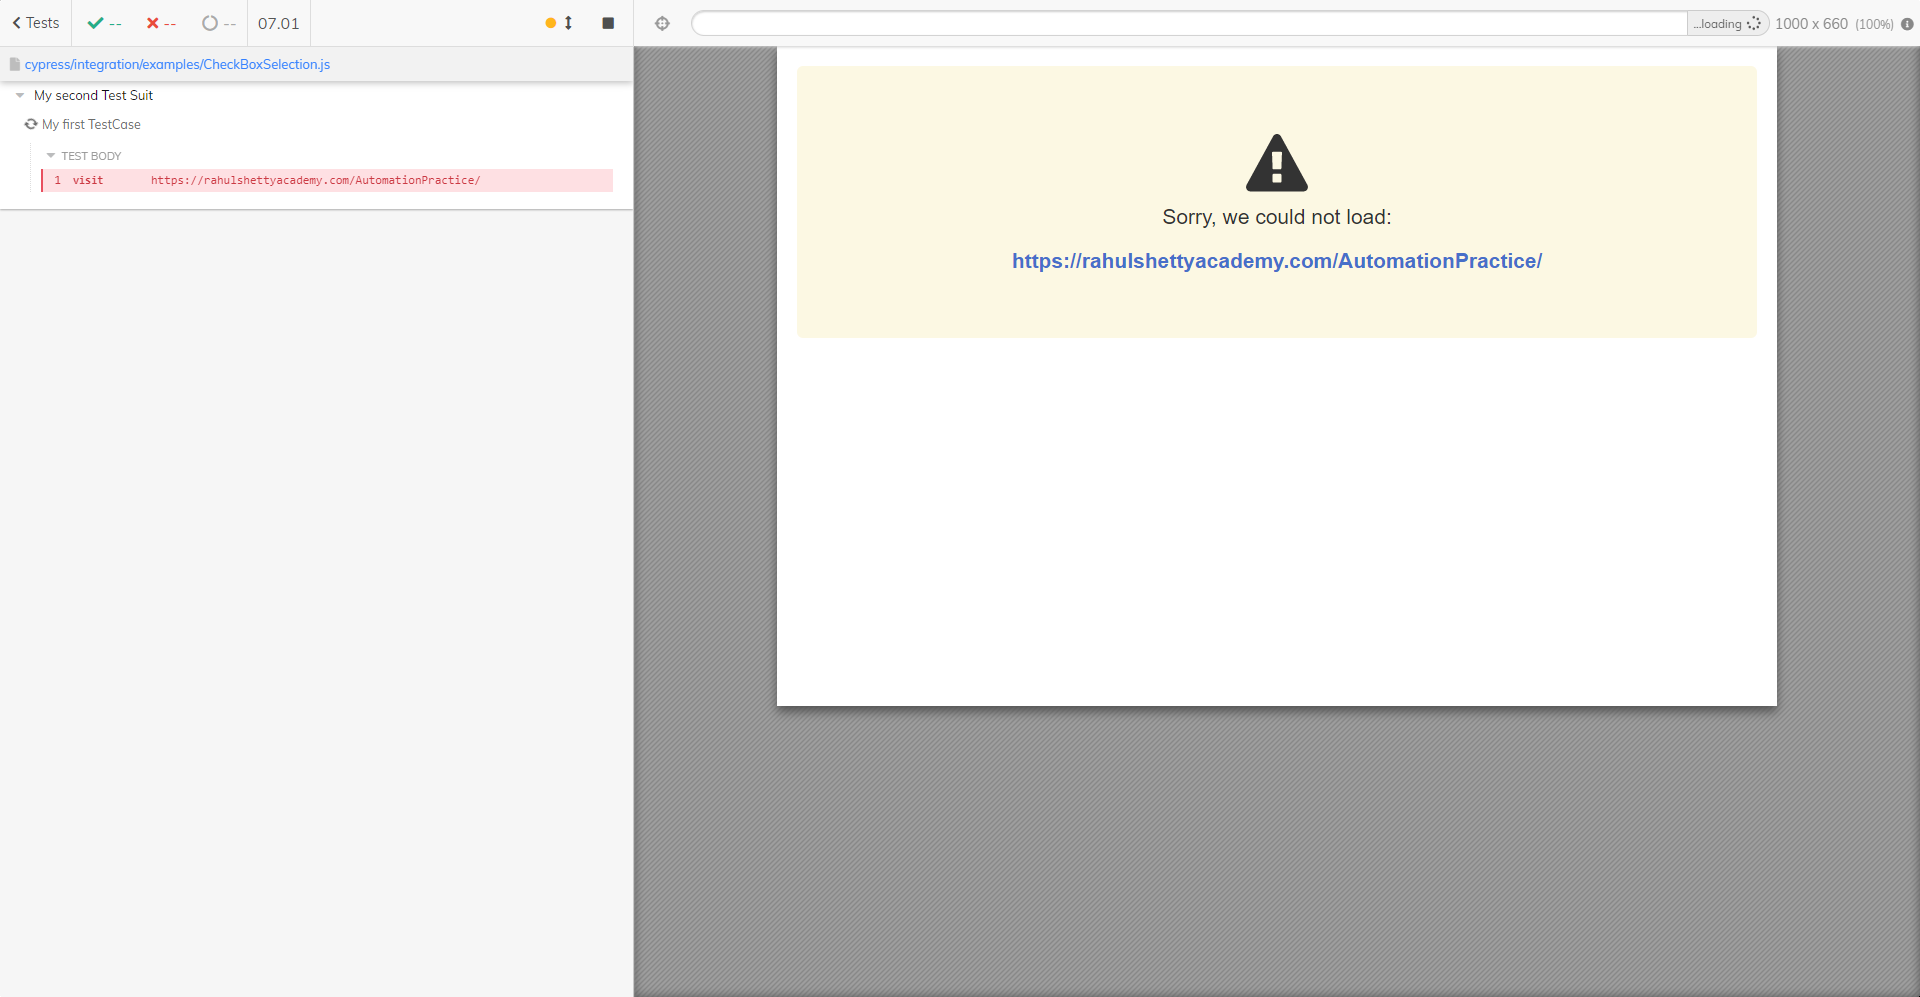 Tests -- -- -- 07.01
...loading 1000 x 660 (100%)
cypress/integration/examples/CheckBoxSelection.js
My second Test Suit
My first TestCase
TEST BODY
1 visit https://rahulshettyacademy.com/AutomationPractice/
Sorry, we could not load:
https://rahulshettyacademy.com/AutomationPractice/